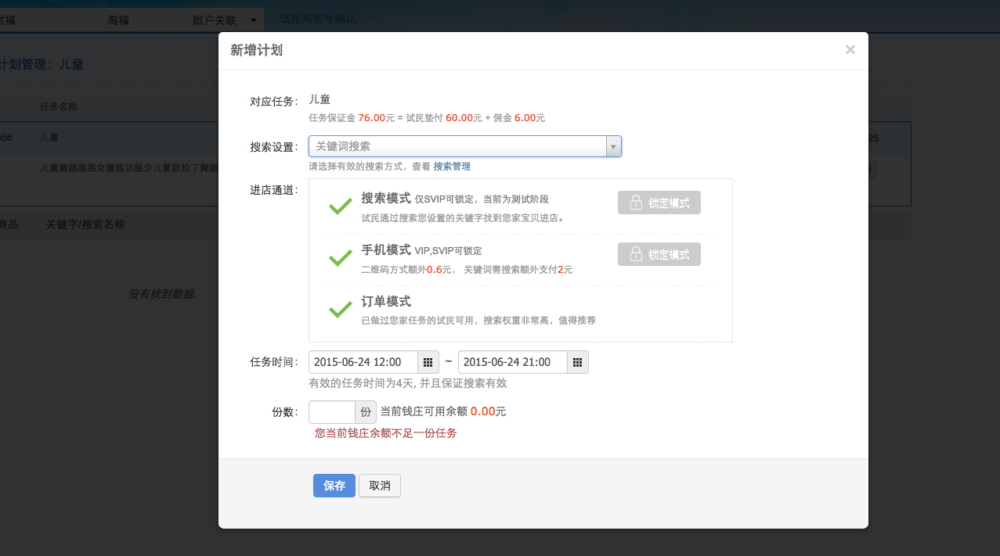 试福 淘福 账户关联 试民淘宝号确认
新增计划 ×
计划管理：儿童
对应任务： 儿童
任务名称
任务保证金 76.00元 = 试民垫付 60.00元 + 佣金 6.00元
556 儿童 25
搜索设置： 关键词搜索
请选择有效的搜索方式，查看 搜索管理
儿童舞蹈服装女童练功服少儿夏款拉丁舞蹈
进店通道：
搜索模式 仅SVIP可锁定，当前为测试阶段 锁定模式
试民通过搜索您设置的关键字找到您家宝贝进店。
商品 关键字/搜索名称
手机模式 VIP,SVIP可锁定 锁定模式
二维码方式额外0.6元， 关键词需搜索额外支付2元
没有找到数据.
订单模式
已做过您家任务的试民可用，搜索权重非常高，值得推荐
任务时间： 2015-06-24 12:00 ~ 2015-06-24 21:00
有效的任务时间为4天, 并且保证搜索有效
份数： 份 当前钱庄可用余额 0.00元
您当前钱庄余额不足一份任务
保存 取消